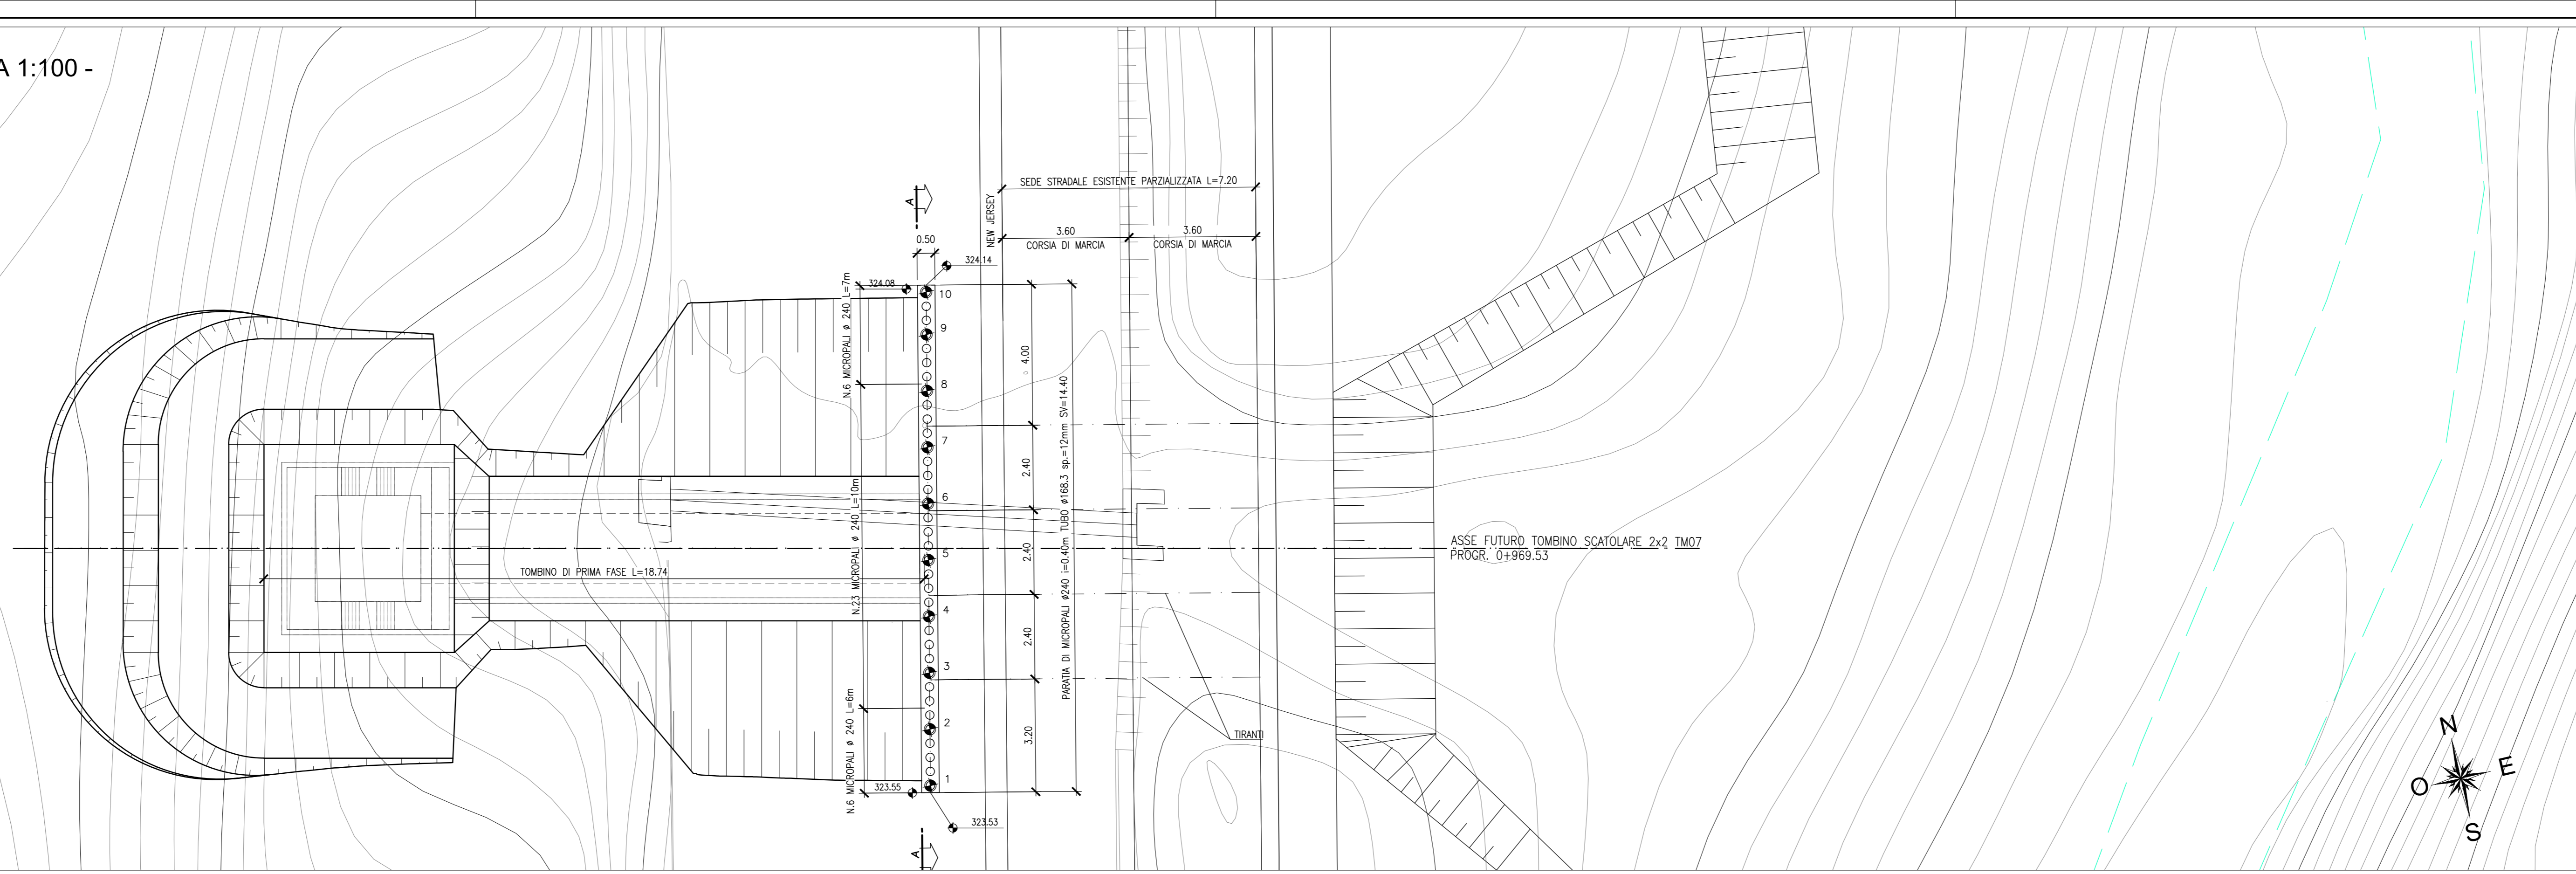 A 1:100 -
SEDE STRADALE ESISTENTE PARZIALIZZATA L=7.20
A
NEW JERSEY
3.60
3.60
CORSIA DI MARCIA
CORSIA DI MARCIA
0.50
324.14
324.08
10
9
8
7
6
5
4
3
2
1
N.6 MICROPALI ø 240 L=7m
N.23 MICROPALI ø 240 L=10m
N.6 MICROPALI ø 240 L=6m
4.00
2.40
2.40
2.40
3.20
PARATIA DI MICROPALI ø240 i=0.40m TUBO ø168.3 sp.=12mm SV=14.40
TOMBINO DI PRIMA FASE L=18.74
ASSE FUTURO TOMBINO SCATOLARE 2x2 TM07
PROGR. 0+969.53
TIRANTI
323.55
323.53
A
N
E
O
S